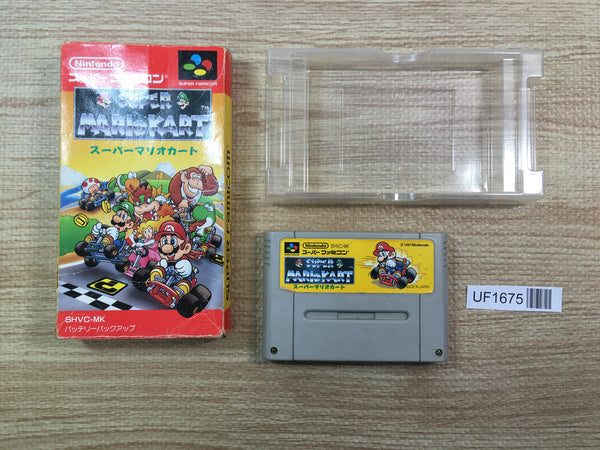 Nintendo
スーパーファミコン
SUPER FAMICOM
SUPER
MARIO KART
スーパーマリオカート
SHVC-MK
バッテリーバックアップ
Nintendo
SHVC-MK
スーパーファミコン
SUPER
MARIO KART
スーパーマリオカート
©1992 Nintendo
MADE IN JAPAN
UF1675